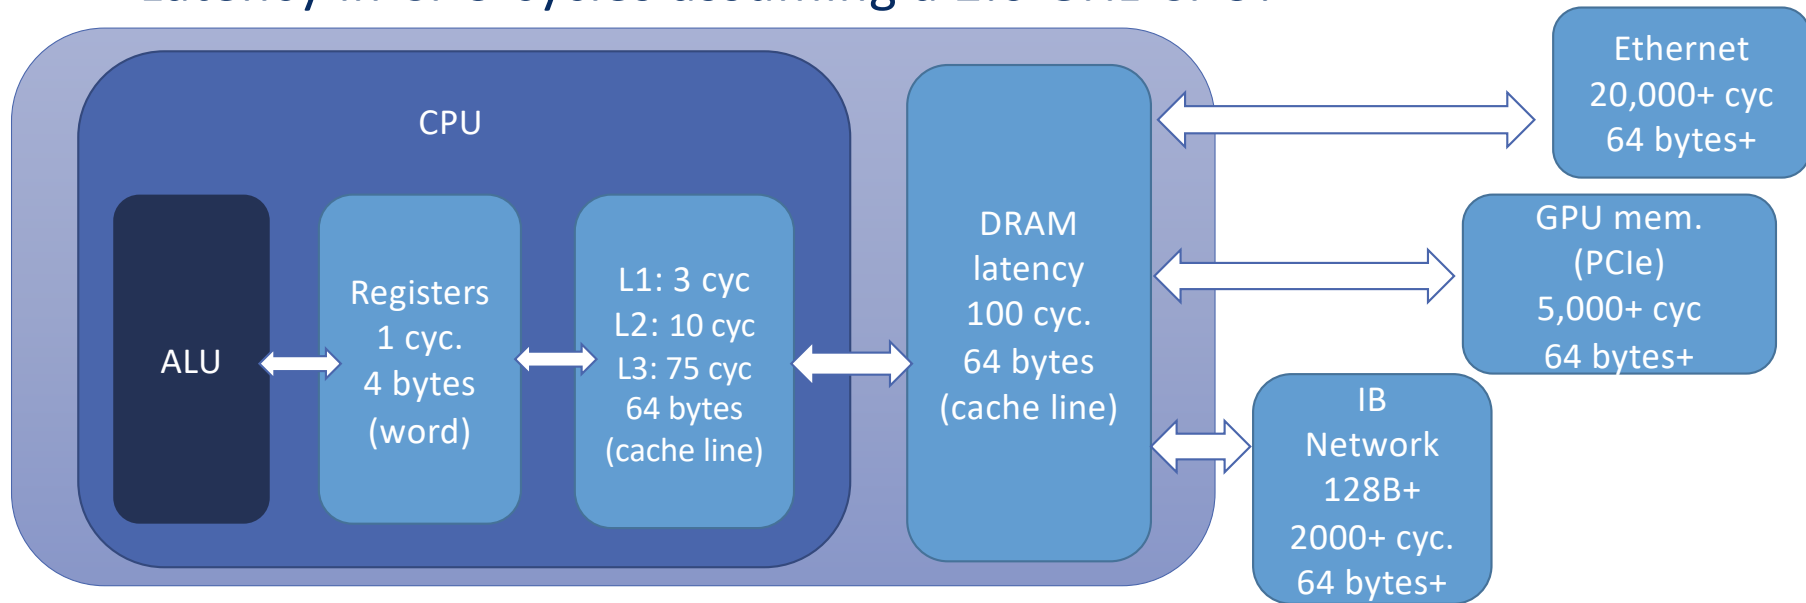 CPU
ALU
Registers
1 cyc.
4 bytes
(word)
L1: 3 cyc
L2: 10 cyc
L3: 75 cyc
64 bytes
(cache line)
DRAM
latency
100 cyc.
64 bytes
(cache line)
Ethernet
20,000+ cyc
64 bytes+
GPU mem.
(PCIe)
5,000+ cyc
64 bytes+
IB
Network
128B+
2000+ cyc.
64 bytes+